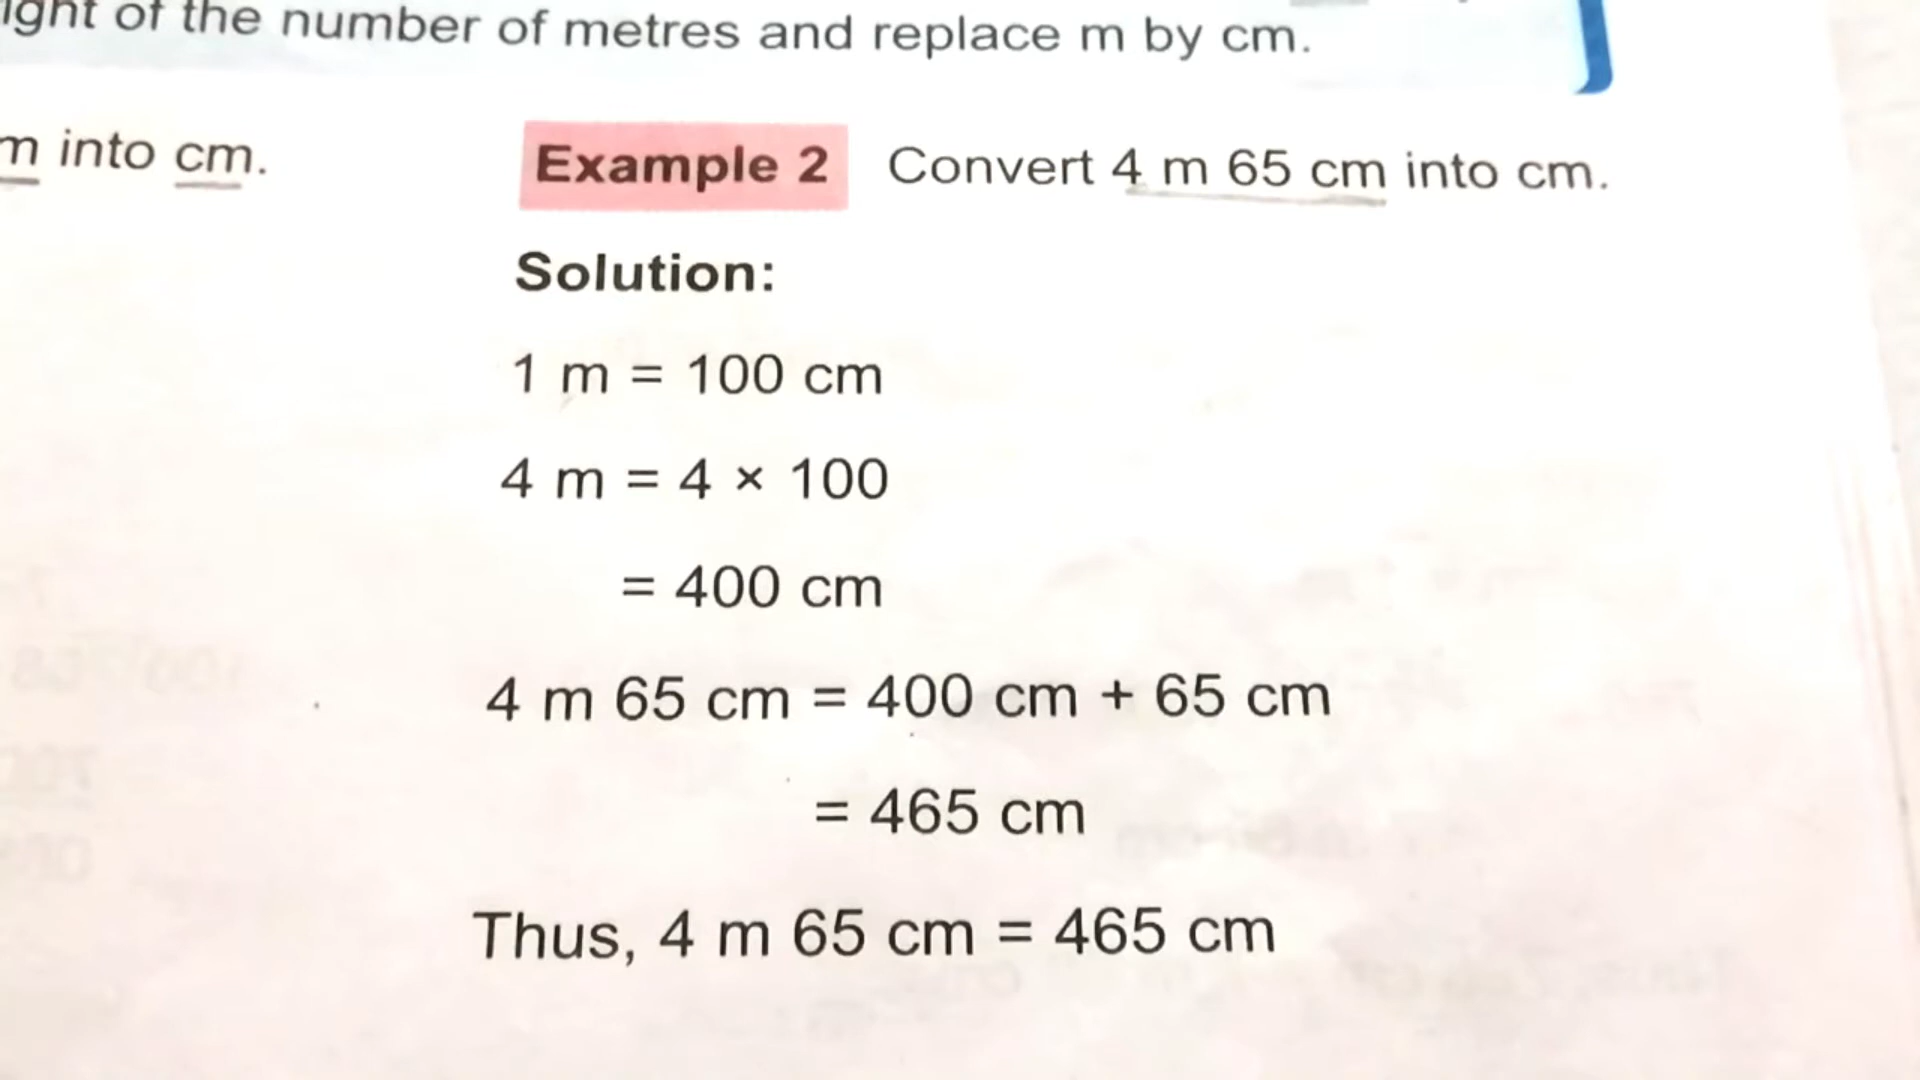 of the number of metres and replace m by cm.
m into cm.
Example 2 Convert 4 m 65 cm into cm.
Solution:
1 m = 100 cm
4 m = 4 × 100
= 400 cm
4 m 65 cm = 400 cm + 65 cm
= 465 cm
Thus, 4 m 65 cm = 465 cm